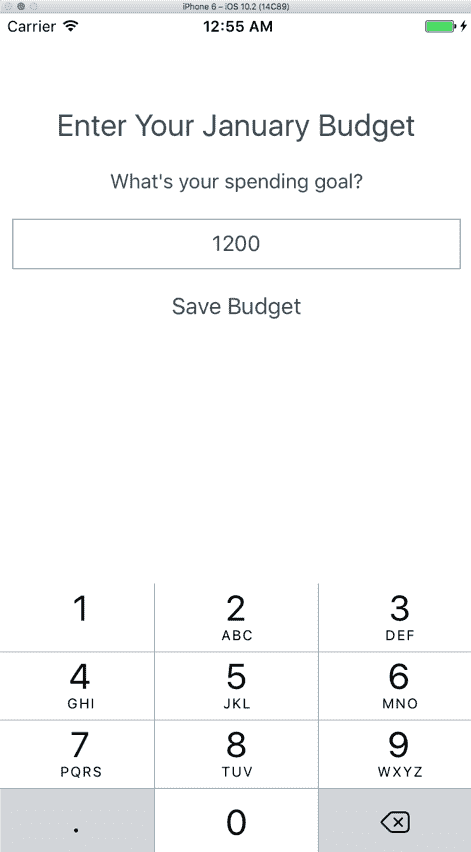 iPhone 6 – iOS 10.2 (14C89)
Carrier 12:55 AM
Enter Your January Budget
What's your spending goal?
1200
Save Budget
1 2 3
ABC DEF
4 5 6
GHI JKL MNO
7 8 9
PQRS TUV WXYZ
. 0